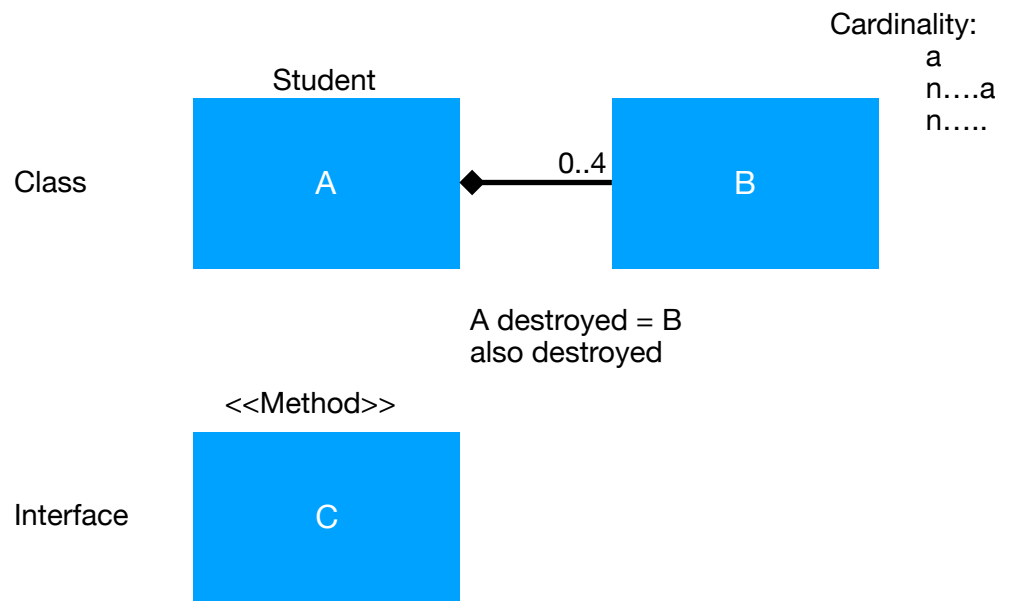 Cardinality:
a
n….a
n…..
Student
Class
A
0..4
B
A destroyed = B
also destroyed
<<Method>>
Interface
C